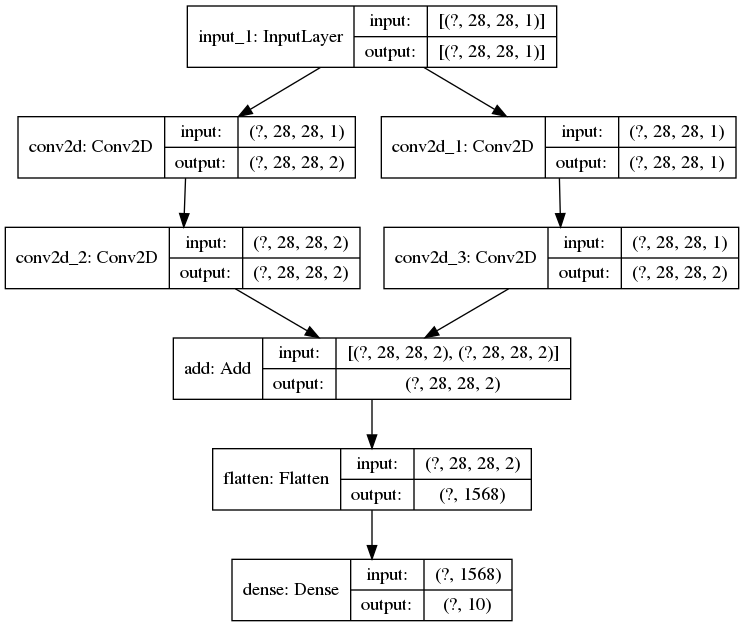 input_1: InputLayer
input: [(?, 28, 28, 1)]
output: [(?, 28, 28, 1)]
conv2d: Conv2D
input: (?, 28, 28, 1)
output: (?, 28, 28, 2)
conv2d_1: Conv2D
input: (?, 28, 28, 1)
output: (?, 28, 28, 1)
conv2d_2: Conv2D
input: (?, 28, 28, 2)
output: (?, 28, 28, 2)
conv2d_3: Conv2D
input: (?, 28, 28, 1)
output: (?, 28, 28, 2)
add: Add
input: [(?, 28, 28, 2), (?, 28, 28, 2)]
output: (?, 28, 28, 2)
flatten: Flatten
input: (?, 28, 28, 2)
output: (?, 1568)
dense: Dense
input: (?, 1568)
output: (?, 10)